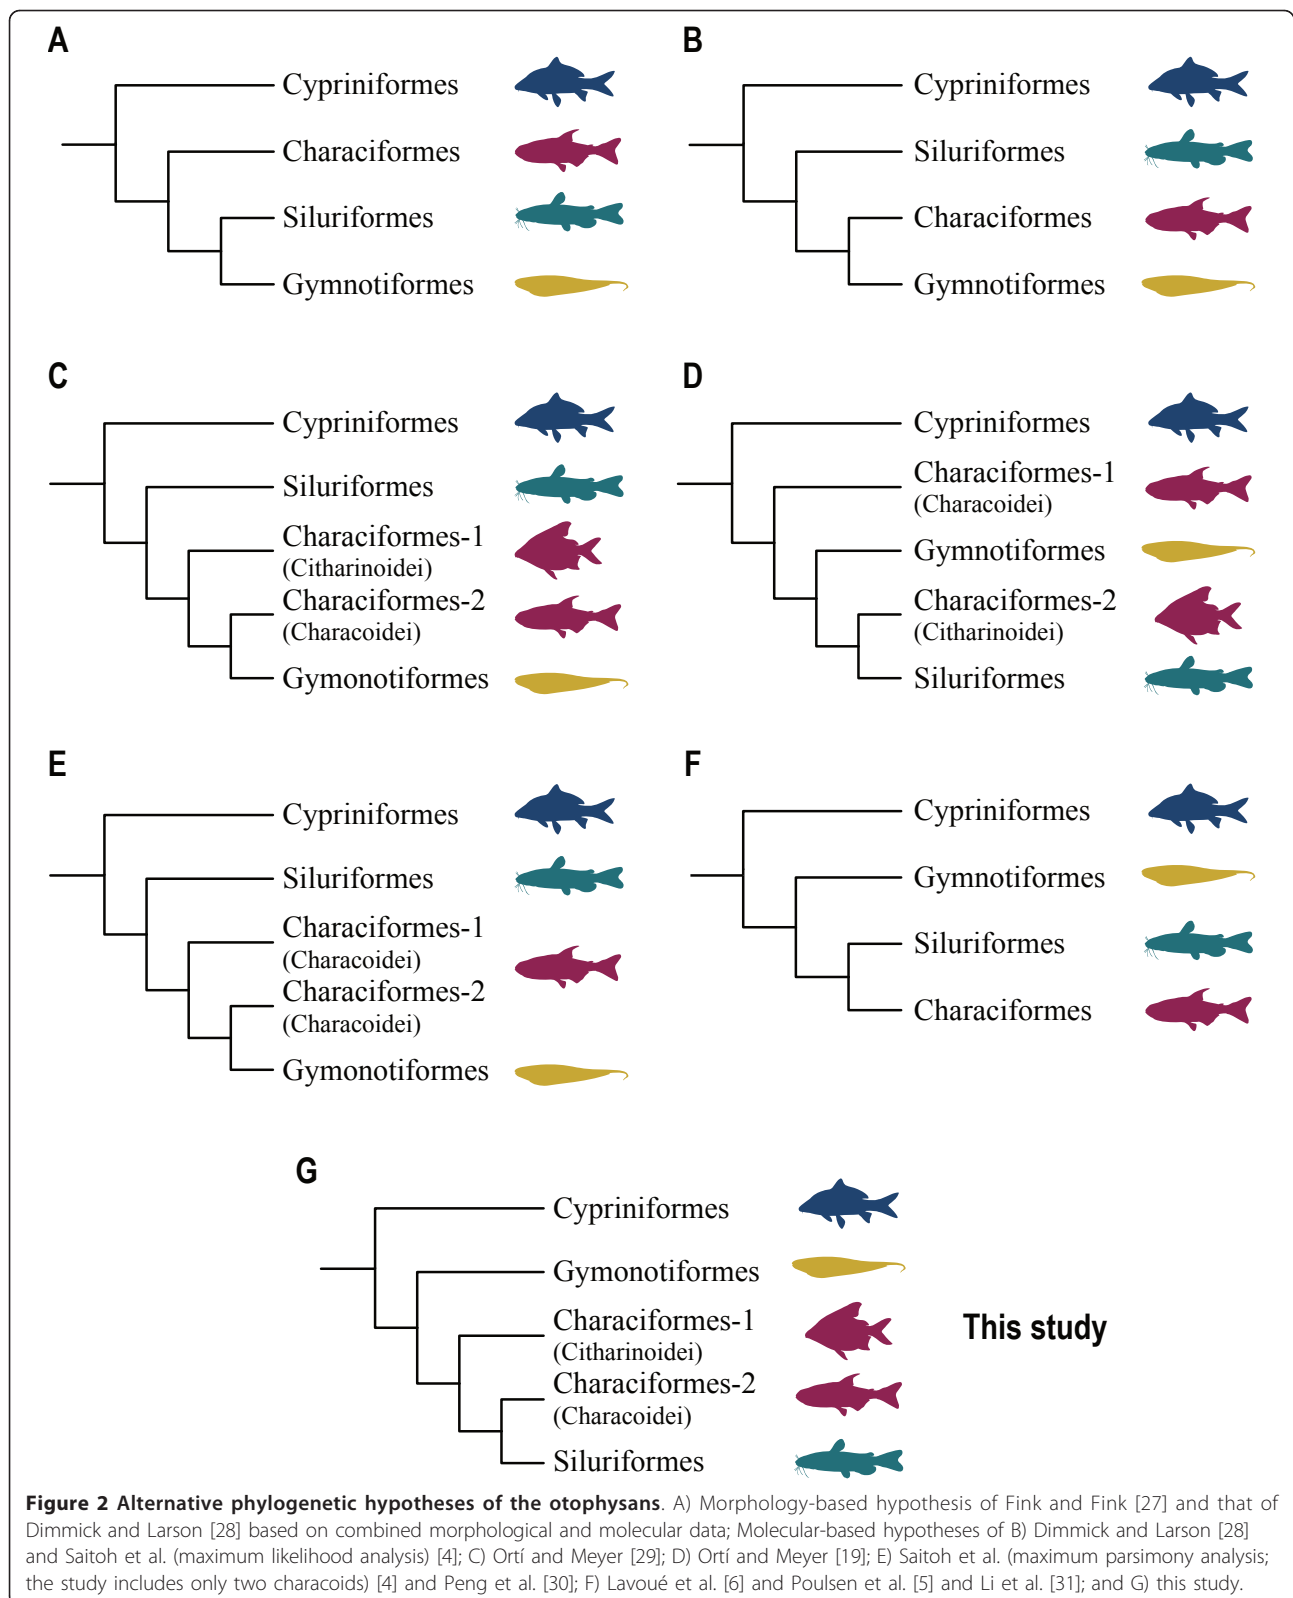 A
Cypriniformes
Characiformes
Siluriformes
Gymnotiformes
B
Cypriniformes
Siluriformes
Characiformes
Gymnotiformes
C
Cypriniformes
Siluriformes
Characiformes-1
(Citharinoidei)
Characiformes-2
(Characoidei)
Gymonotiformes
D
Cypriniformes
Characiformes-1
(Characoidei)
Gymnotiformes
Characiformes-2
(Citharinoidei)
Siluriformes
E
Cypriniformes
Siluriformes
Characiformes-1
(Characoidei)
Characiformes-2
(Characoidei)
Gymonotiformes
F
Cypriniformes
Gymnotiformes
Siluriformes
Characiformes
G
Cypriniformes
Gymonotiformes
Characiformes-1
(Citharinoidei)
Characiformes-2
(Characoidei)
Siluriformes
This study
Figure 2 Alternative phylogenetic hypotheses of the otophysans. A) Morphology-based hypothesis of Fink and Fink [27] and that of
Dimmick and Larson [28] based on combined morphological and molecular data; Molecular-based hypotheses of B) Dimmick and Larson [28]
and Saitoh et al. (maximum likelihood analysis) [4]; C) Ortí and Meyer [29]; D) Ortí and Meyer [19]; E) Saitoh et al. (maximum parsimony analysis;
the study includes only two characoids) [4] and Peng et al. [30]; F) Lavoué et al. [6] and Poulsen et al. [5] and Li et al. [31]; and G) this study.